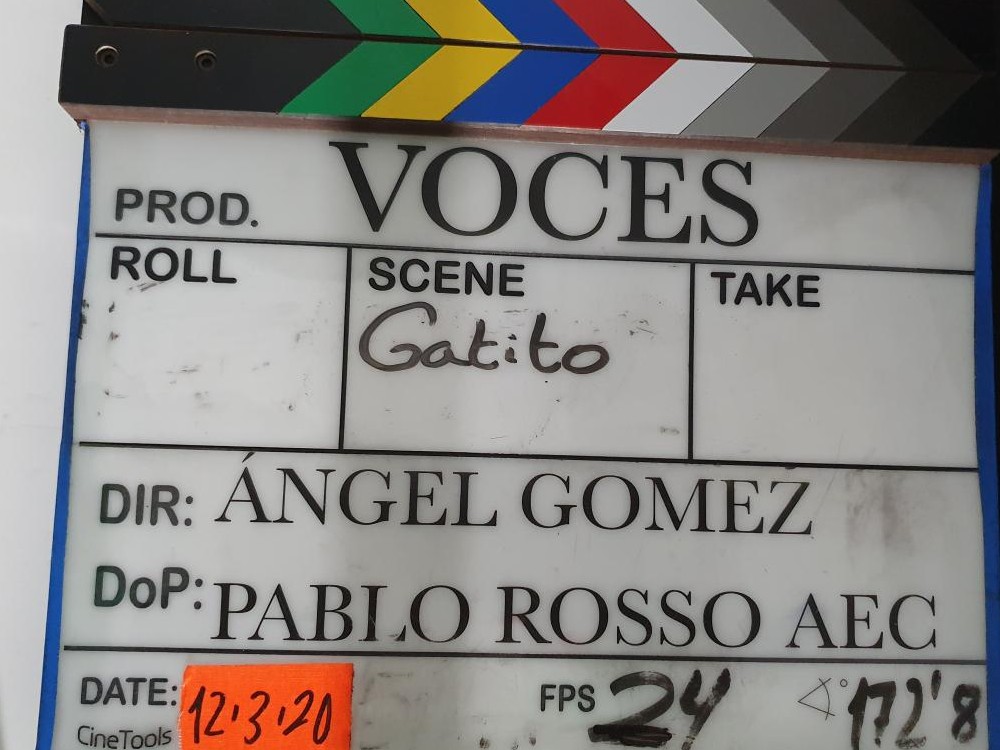 PROD. VOCES
ROLL SCENE TAKE
Gatito
DIR: ÁNGEL GOMEZ
DoP: PABLO ROSSO AEC
DATE: 12.3.20 FPS 24 172'8
CineTools